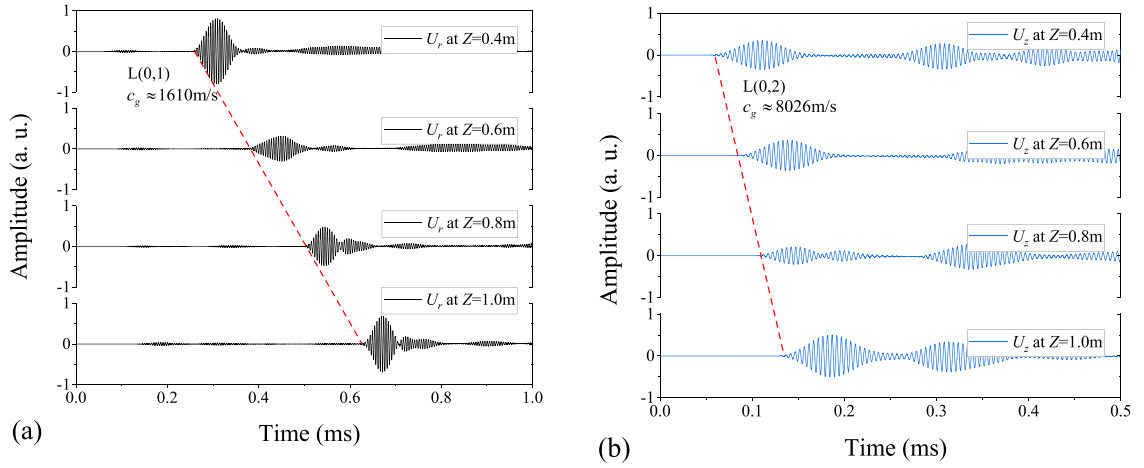 1
0
-1
U_r at Z=0.4m
L(0,1)
c_g ≈1610m/s
1
0
-1
U_r at Z=0.6m
1
0
-1
U_r at Z=0.8m
1
0
-1
U_r at Z=1.0m
0.0 0.2 0.4 0.6 0.8 1.0
Time (ms)
Amplitude (a. u.)
(a)
1
0
-1
U_z at Z=0.4m
L(0,2)
c_g ≈8026m/s
1
0
-1
U_z at Z=0.6m
1
0
-1
U_z at Z=0.8m
1
0
-1
U_z at Z=1.0m
0.0 0.1 0.2 0.3 0.4 0.5
Time (ms)
Amplitude (a. u.)
(b)